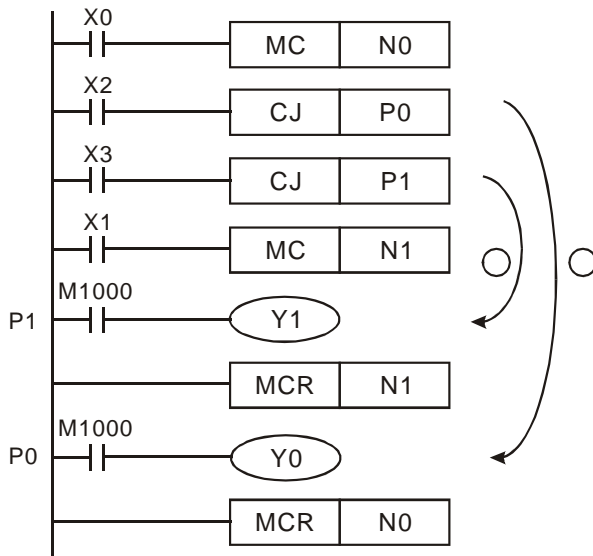 X0
MC N0
X2
CJ P0
X3
CJ P1
X1
MC N1
M1000
P1 Y1
MCR N1
M1000
P0 Y0
MCR N0